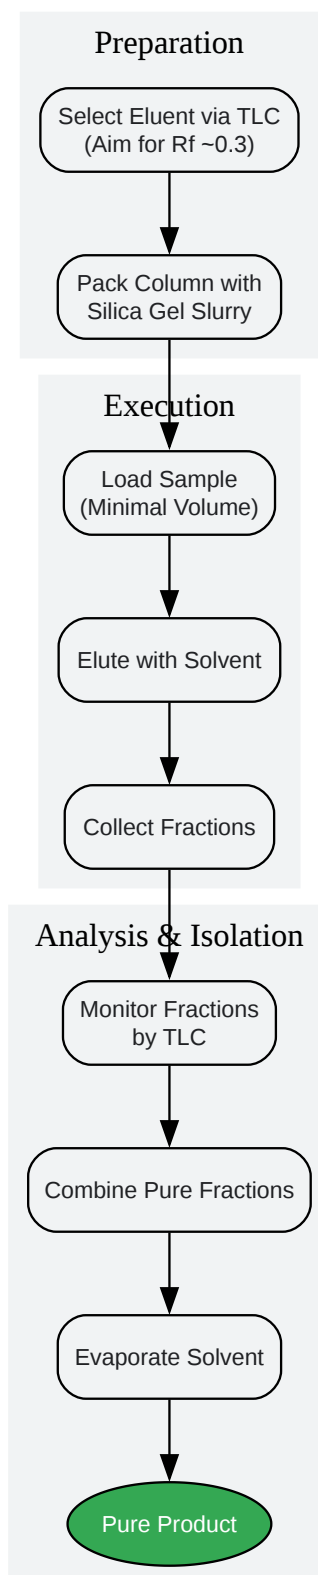 Preparation
Select Eluent via TLC
(Aim for Rf ~0.3)
Pack Column with
Silica Gel Slurry
Execution
Load Sample
(Minimal Volume)
Elute with Solvent
Collect Fractions
Analysis & Isolation
Monitor Fractions
by TLC
Combine Pure Fractions
Evaporate Solvent
Pure Product